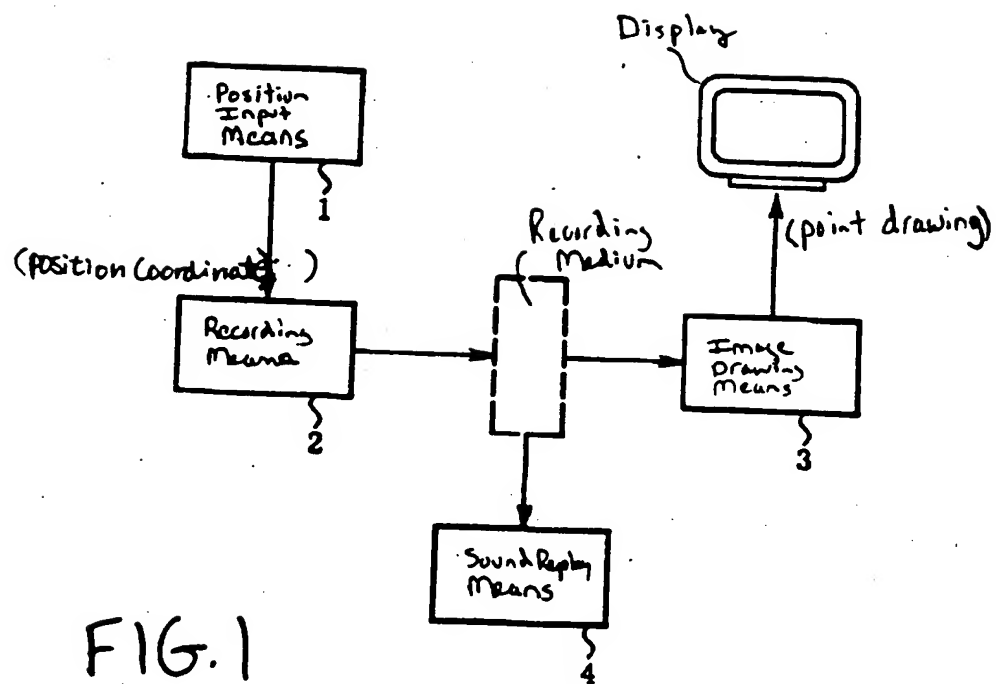 Display
Position
Input
Means
1
(position coordinates)
Recording
Medium
(point drawing)
Recording
Means
2
Image
Drawing
Means
3
Sound Replay
Means
4
FIG.1